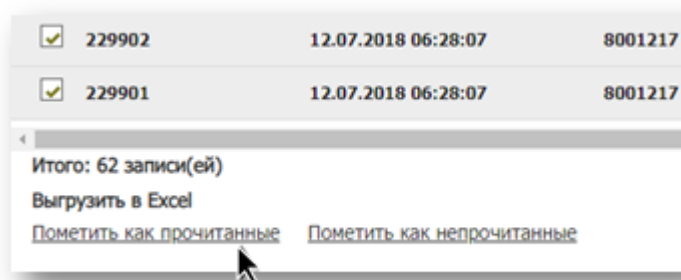 229902 12.07.2018 06:28:07 8001217
229901 12.07.2018 06:28:07 8001217
Итого: 62 записи(ей)
Выгрузить в Excel
Пометить как прочитанные Пометить как непрочитанные